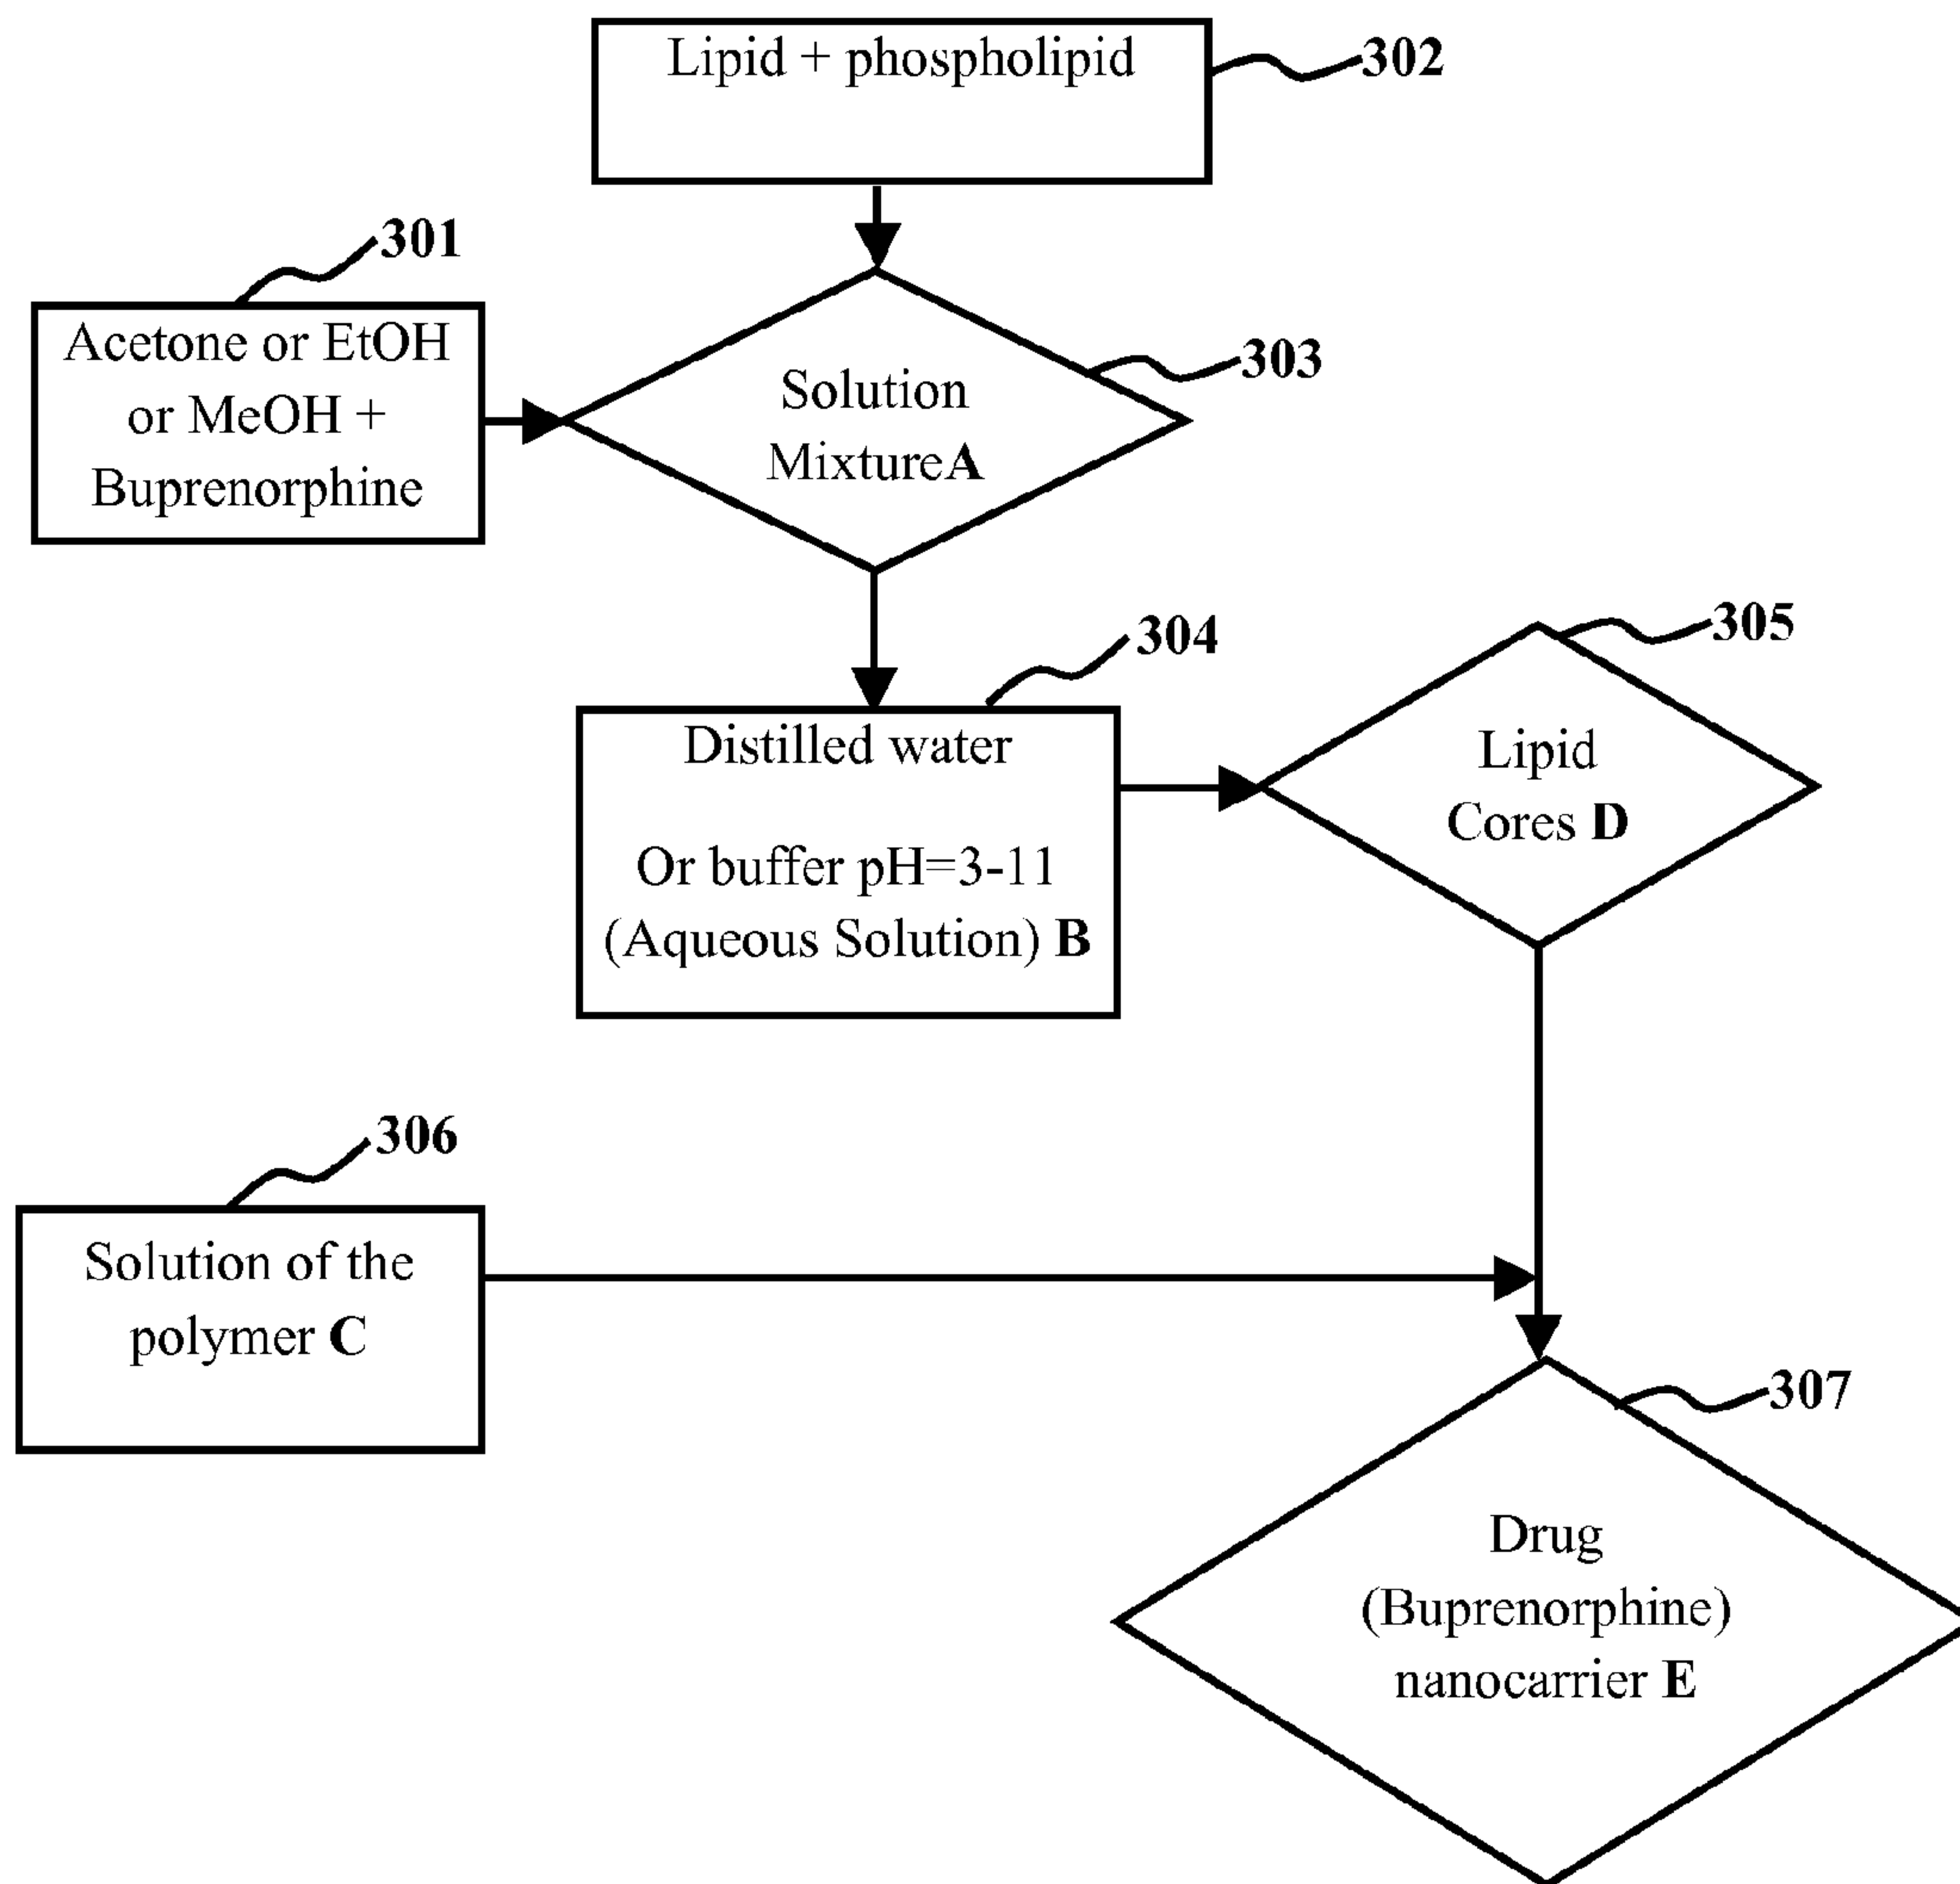 Lipid + phospholipid
302
301
Acetone or EtOH
or MeOH +
Buprenorphine
303
Solution
MixtureA
304
Distilled water
Or buffer pH=3-11
(Aqueous Solution) B
305
Lipid
Cores D
306
Solution of the
polymer C
307
Drug
(Buprenorphine)
nanocarrier E